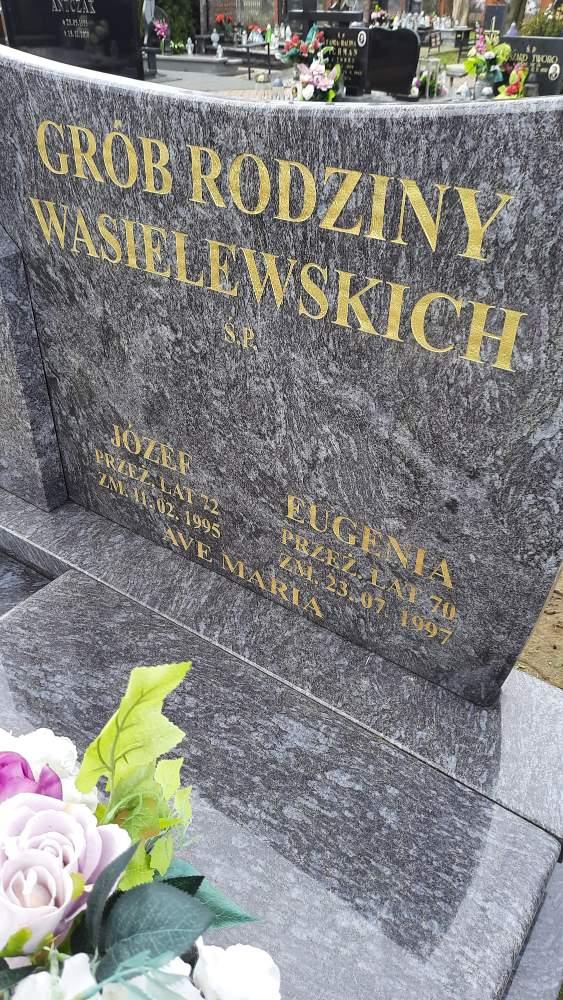 ANTCZAK
GRÓB RODZINY
WASIELEWSKICH
Ś.P.
JÓZEF
PRZEŻ. LAT 72
ZM. 11. 02. 1995
EUGENIA
PRZEŻ. LAT 70
ZM. 23. 07. 1997
AVE MARIA